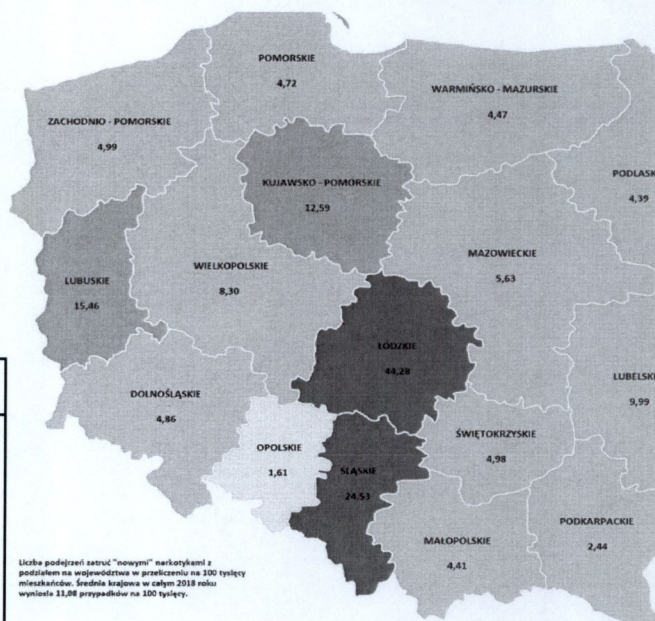 POMORSKIE
4,72
WARMIŃSKO - MAZURSKIE
4,47
ZACHODNIO - POMORSKIE
4,99
PODLASK
4,39
KUJAWSKO - POMORSKIE
12,59
MAZOWIECKIE
5,63
WIELKOPOLSKIE
8,30
LUBUSKIE
15,46
ŁÓDZKIE
44,28
LUBELSK
9,99
DOLNOŚLĄSKIE
4,86
ŚWIĘTOKRZYSKIE
4,98
OPOLSKIE
1,61
ŚLĄSKIE
24,53
PODKARPACKIE
2,44
MAŁOPOLSKIE
4,41
Liczba podejrzeń zatruć "nowymi" narkotykami z
podziałem na województwa w przeliczeniu na 100 tysięcy
mieszkańców. Średnia krajowa w całym 2018 roku
wyniosła 11,08 przypadków na 100 tysięcy.